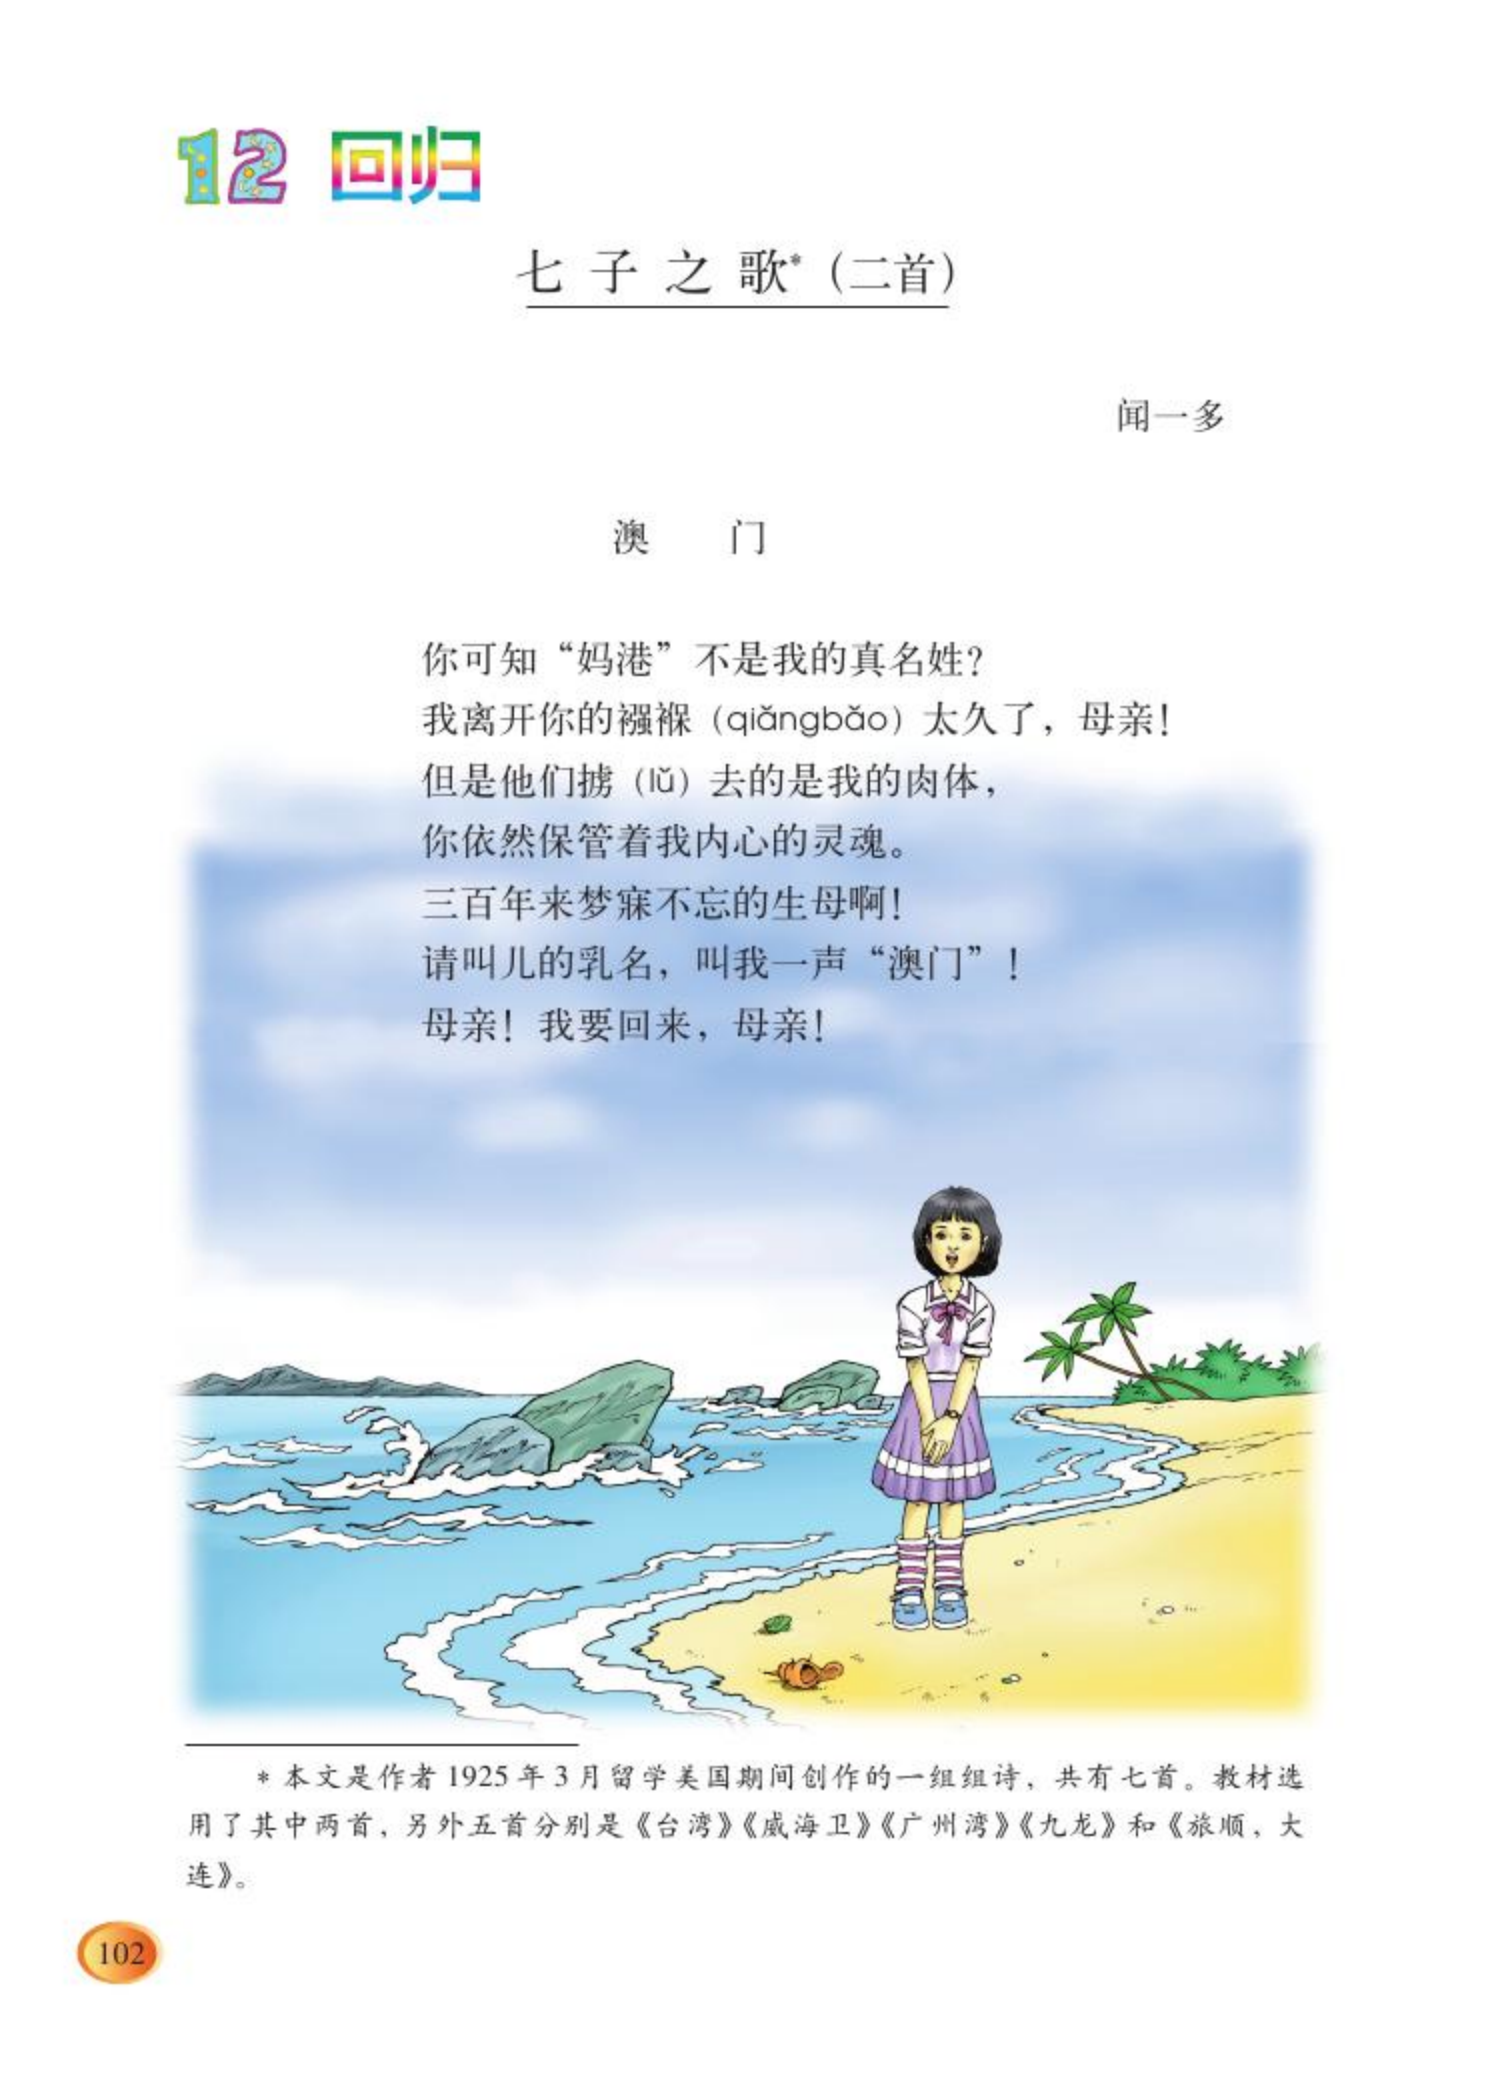 12 回归
七子之歌*（二首）
闻一多
澳 门
你可知“妈港”不是我的真名姓？
我离开你的襁褓（qiǎngbǎo）太久了，母亲！
但是他们掳（lǔ）去的是我的肉体，
你依然保管着我内心的灵魂。
三百年来梦寐不忘的生母啊！
请叫儿的乳名，叫我一声“澳门”！
母亲！我要回来，母亲！
* 本文是作者 1925 年 3 月留学美国期间创作的一组组诗，共有七首。教材选
用了其中两首，另外五首分别是《台湾》《威海卫》《广州湾》《九龙》和《旅顺，大
连》。
102